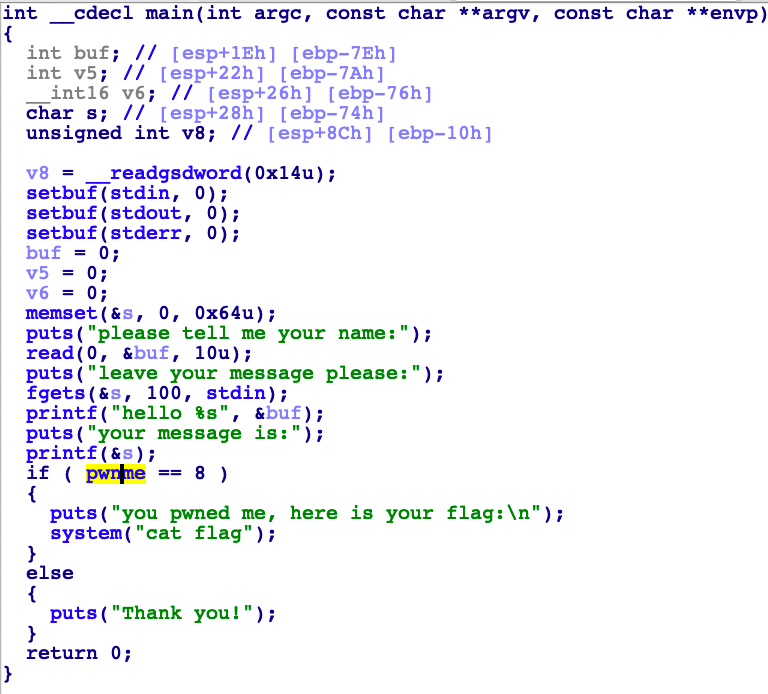 int __cdecl main(int argc, const char **argv, const char **envp)
{
  int buf; // [esp+1Eh] [ebp-7Eh]
  int v5; // [esp+22h] [ebp-7Ah]
  __int16 v6; // [esp+26h] [ebp-76h]
  char s; // [esp+28h] [ebp-74h]
  unsigned int v8; // [esp+8Ch] [ebp-10h]

  v8 = __readgsdword(0x14u);
  setbuf(stdin, 0);
  setbuf(stdout, 0);
  setbuf(stderr, 0);
  buf = 0;
  v5 = 0;
  v6 = 0;
  memset(&s, 0, 0x64u);
  puts("please tell me your name:");
  read(0, &buf, 10u);
  puts("leave your message please:");
  fgets(&s, 100, stdin);
  printf("hello %s", &buf);
  puts("your message is:");
  printf(&s);
  if ( pwnme == 8 )
  {
    puts("you pwned me, here is your flag:\n");
    system("cat flag");
  }
  else
  {
    puts("Thank you!");
  }
  return 0;
}